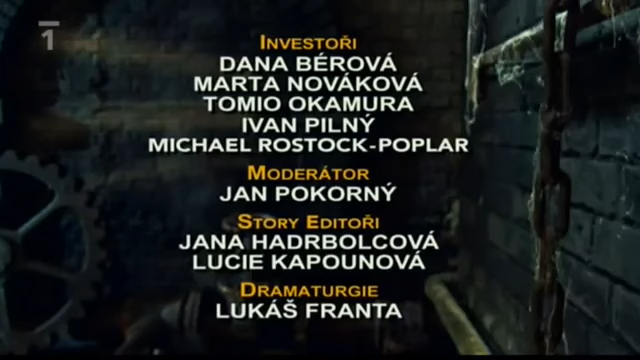 1
INVESTOŘI
DANA BÉROVÁ
MARTA NOVÁKOVÁ
TOMIO OKAMURA
IVAN PILNÝ
MICHAEL ROSTOCK-POPLAR
MODERÁTOR
JAN POKORNÝ
STORY EDITOŘI
JANA HADRBOLCOVÁ
LUCIE KAPOUNOVÁ
DRAMATURGIE
LUKÁŠ FRANTA